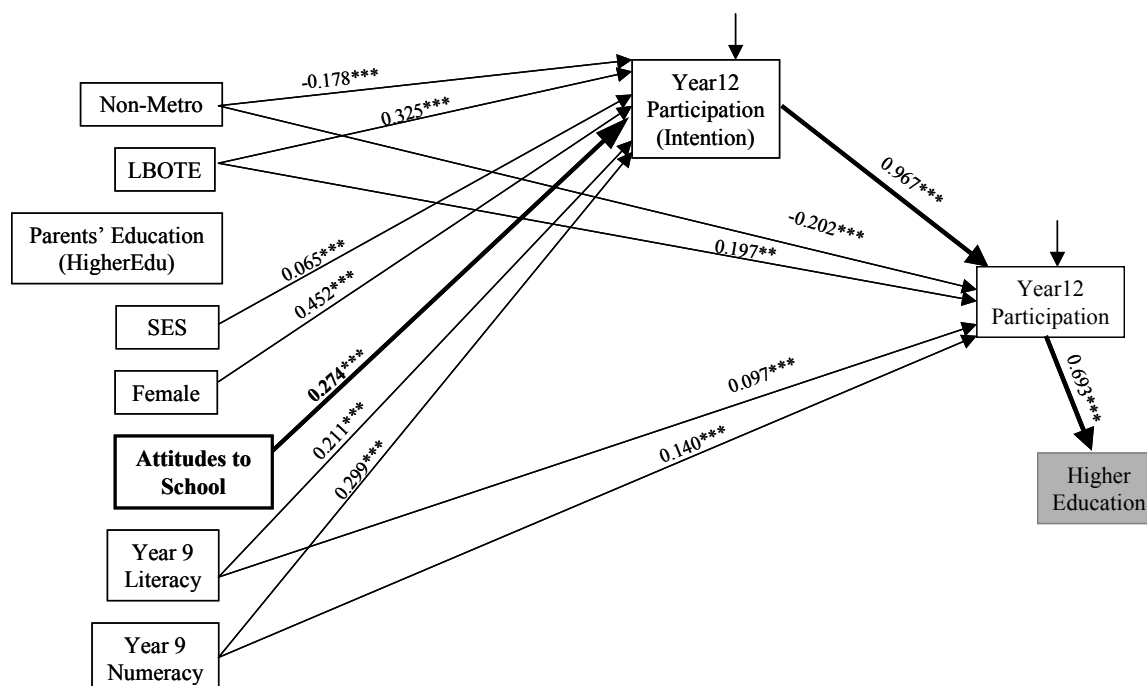 Year12
Participation
(Intention)
-0.178***
Non-Metro
0.325***
LBOTE
0.967***
Parents’ Education
(HigherEdu)
-0.202***
0.197**
0.065***
0.452***
SES
Year12
Participation
Female
0.274***
0.097***
0.693***
Attitudes to
School
0.211***
0.299***
0.140***
Higher
Education
Year 9
Literacy
Year 9
Numeracy